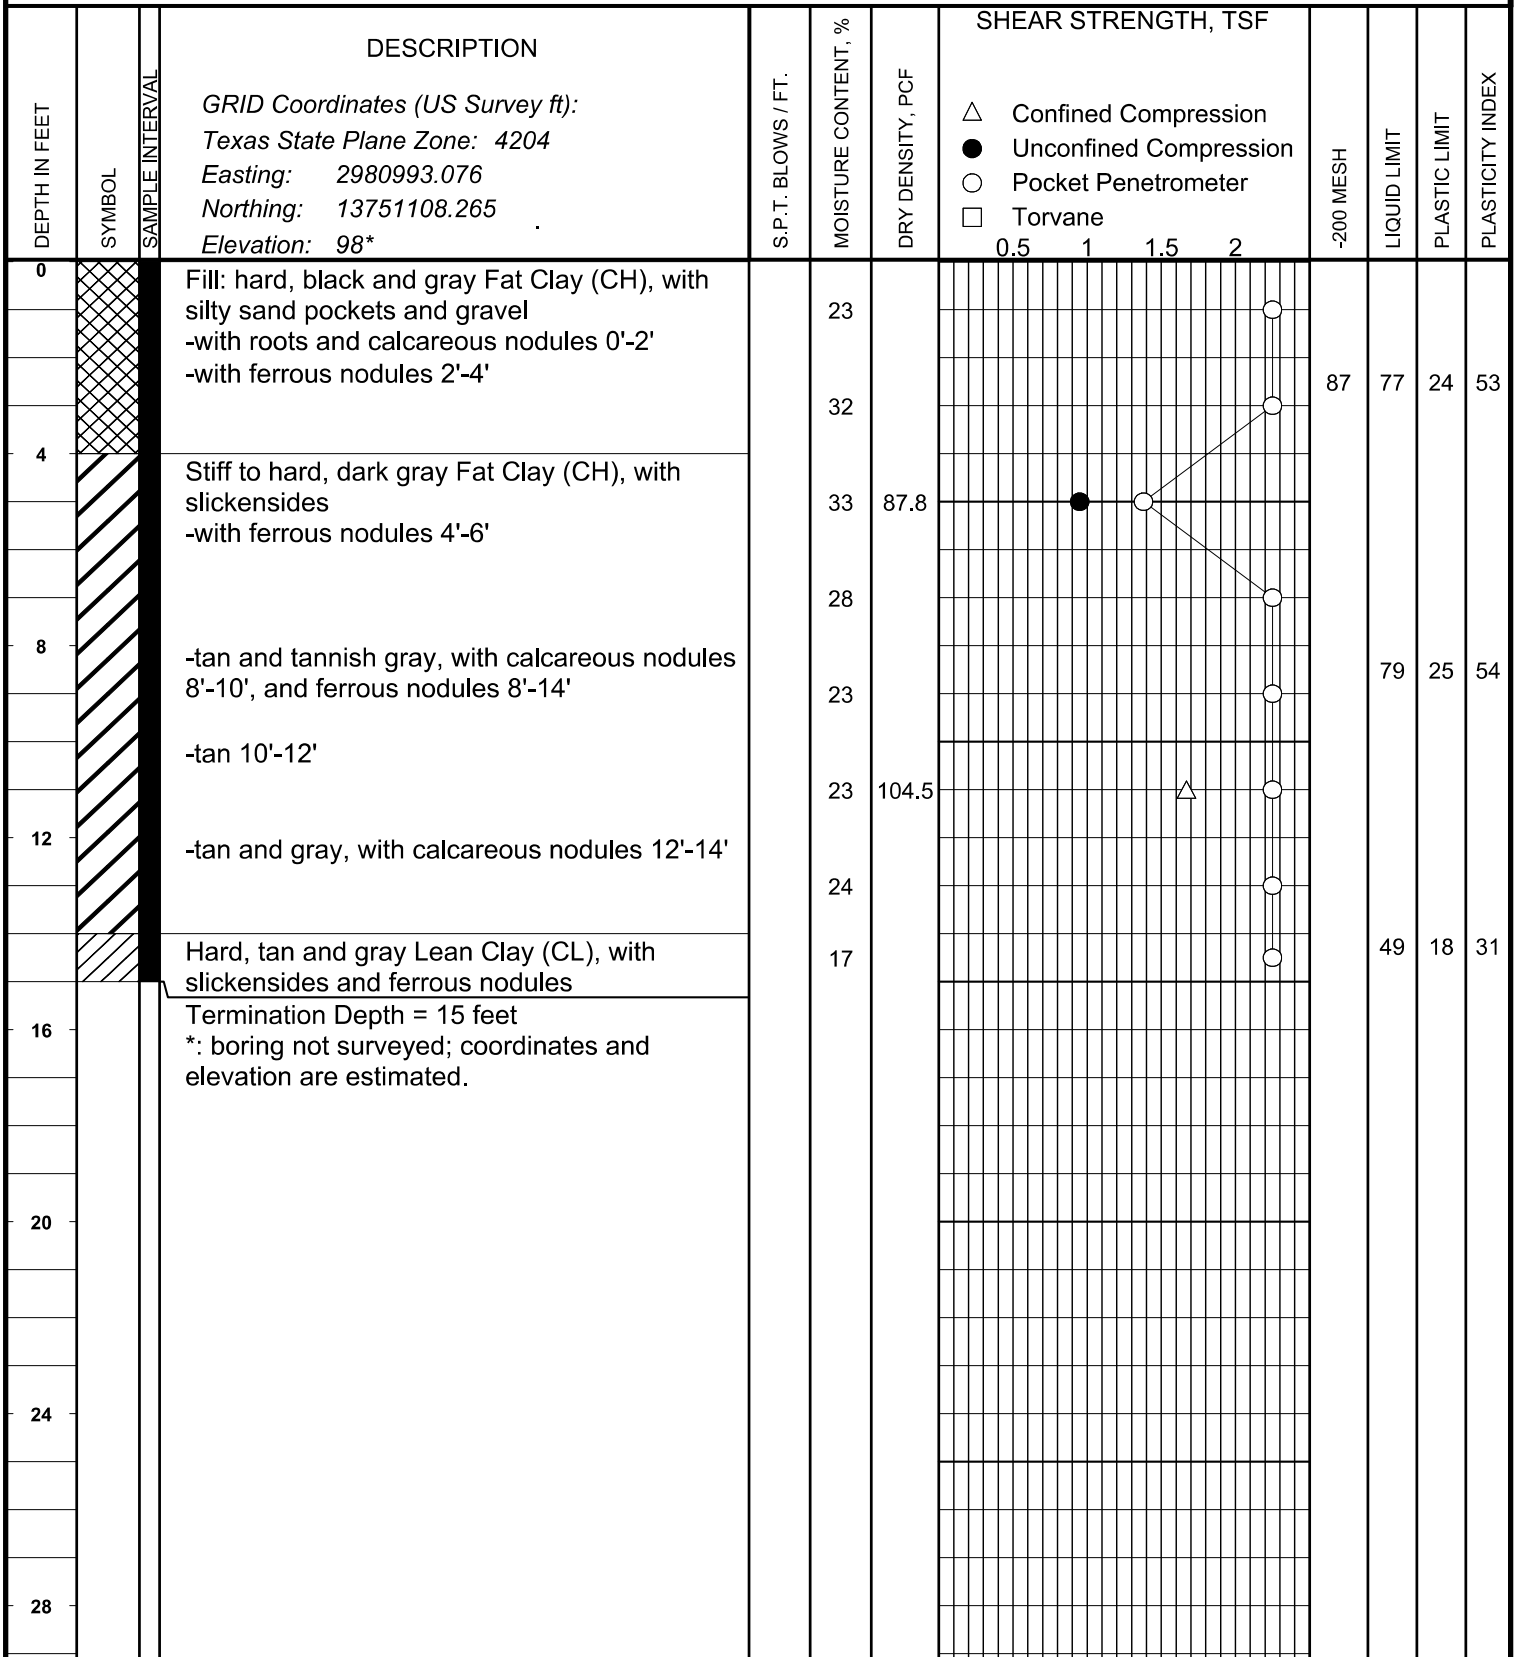 DEPTH IN FEET
SYMBOL
SAMPLE INTERVAL
DESCRIPTION
GRID Coordinates (US Survey ft):
Texas State Plane Zone: 4204
Easting: 2980993.076
Northing: 13751108.265
Elevation: 98*
S.P.T. BLOWS / FT.
MOISTURE CONTENT, %
DRY DENSITY, PCF
SHEAR STRENGTH, TSF
△ Confined Compression
● Unconfined Compression
○ Pocket Penetrometer
□ Torvane
0.5 1 1.5 2
-200 MESH
LIQUID LIMIT
PLASTIC LIMIT
PLASTICITY INDEX
0
Fill: hard, black and gray Fat Clay (CH), with
silty sand pockets and gravel
23
-with roots and calcareous nodules 0'-2'
-with ferrous nodules 2'-4'
87 77 24 53
32
4
Stiff to hard, dark gray Fat Clay (CH), with
slickensides
33 87.8
-with ferrous nodules 4'-6'
28
8
-tan and tannish gray, with calcareous nodules
79 25 54
8'-10', and ferrous nodules 8'-14'
23
-tan 10'-12'
23 104.5
12
-tan and gray, with calcareous nodules 12'-14'
24
Hard, tan and gray Lean Clay (CL), with
49 18 31
17
slickensides and ferrous nodules
Termination Depth = 15 feet
16
*: boring not surveyed; coordinates and
elevation are estimated.
20
24
28